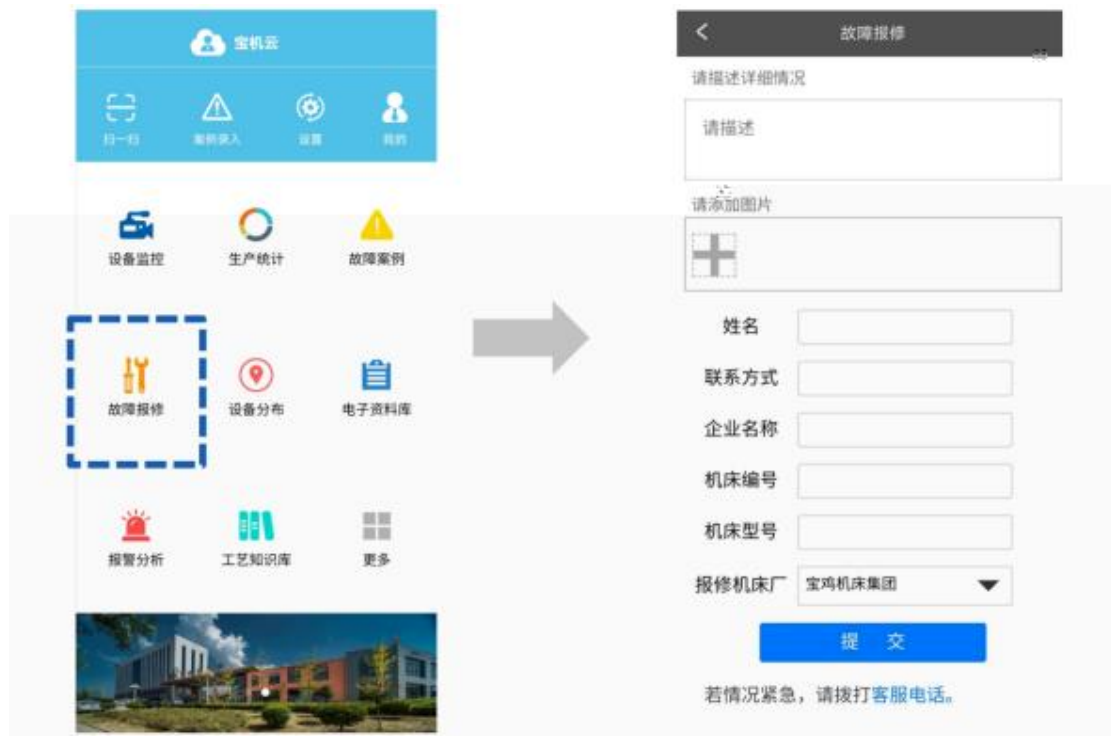 宝机云
扫一扫 案例录入 设置 我的
设备监控 生产统计 故障案例
故障报修 设备分布 电子资料库
报警分析 工艺知识库 更多
故障报修
请描述详细情况
请描述
请添加图片
姓名
联系方式
企业名称
机床编号
机床型号
报修机床厂 宝鸡机床集团
提 交
若情况紧急，请拨打客服电话。